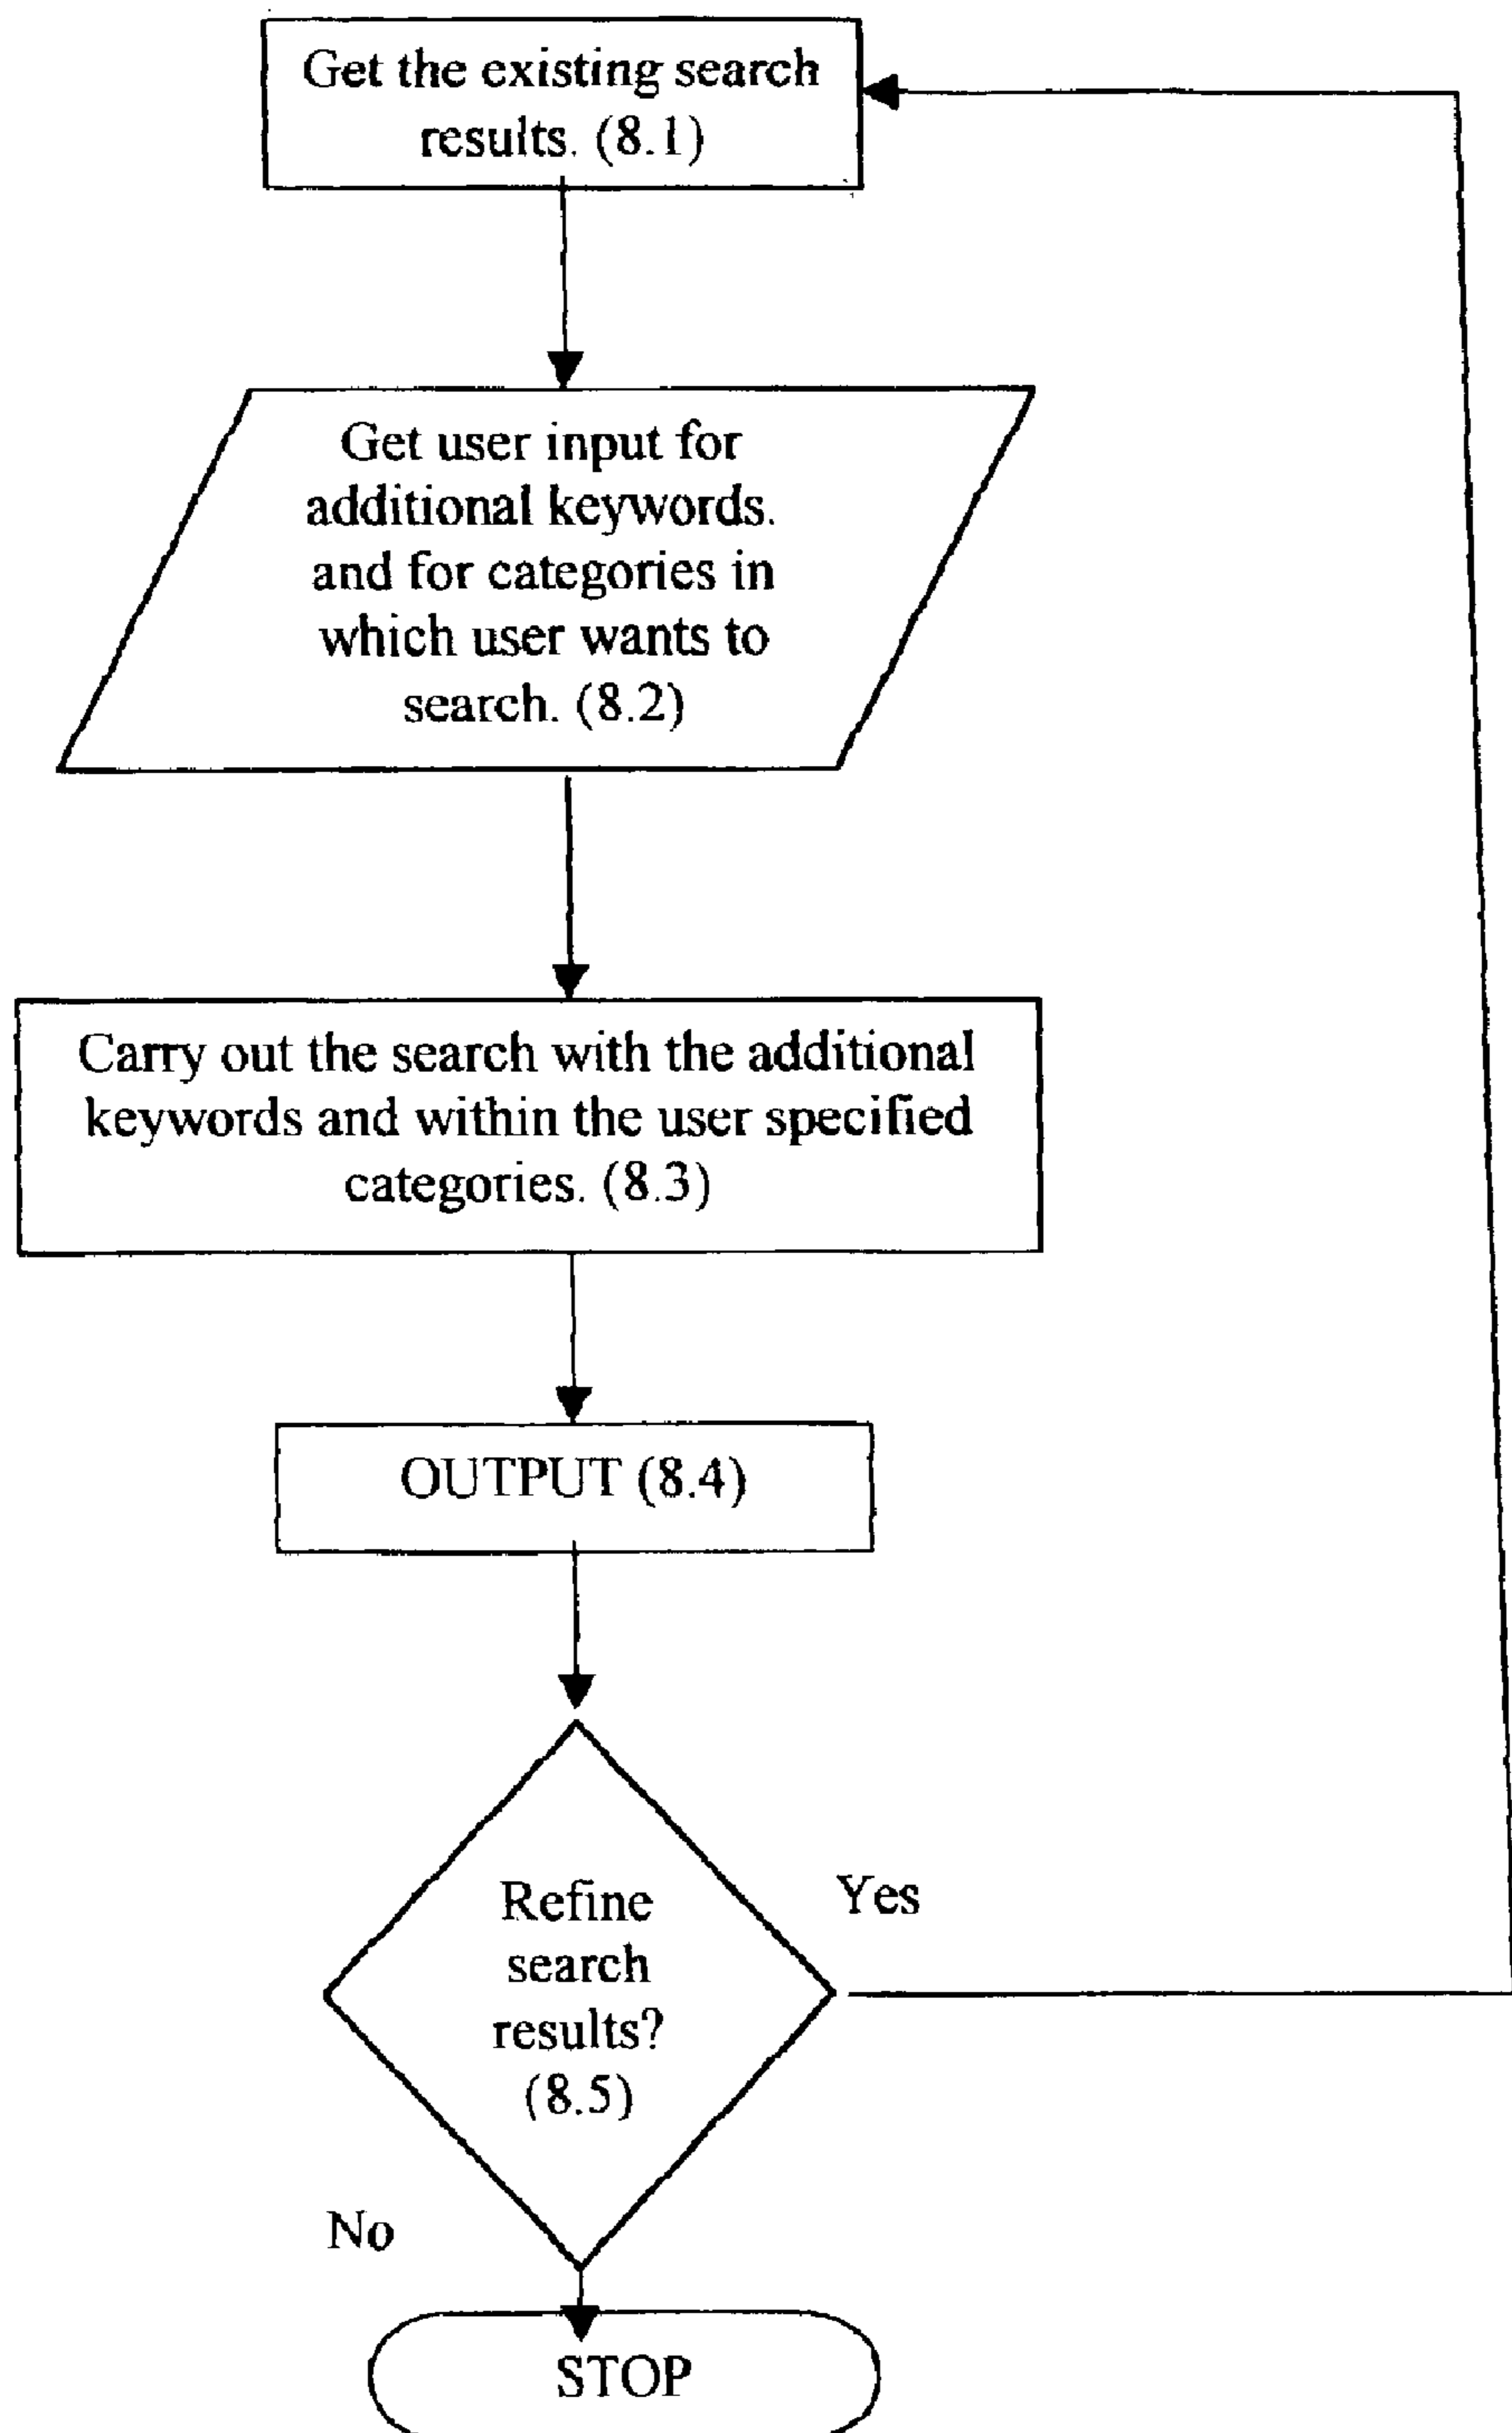 Get the existing search
results. (8.1)
Get user input for
additional keywords.
and for categories in
which user wants to
search. (8.2)
Carry out the search with the additional
keywords and within the user specified
categories. (8.3)
OUTPUT (8.4)
Refine
search
results?
(8.5)
Yes
No
STOP